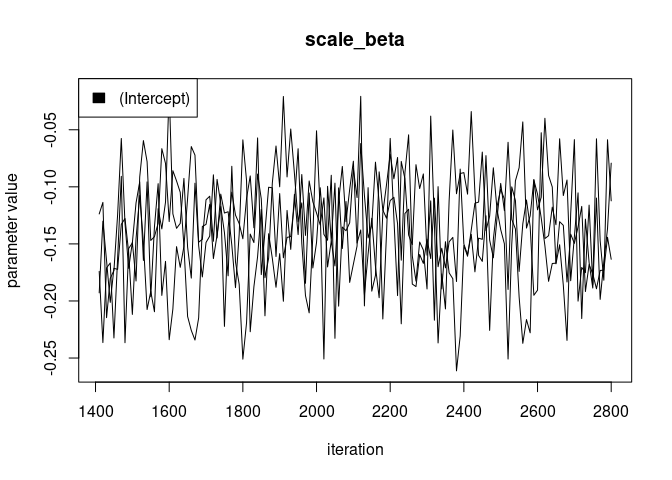 scale_beta
(Intercept)
parameter value
-0.05
-0.10
-0.15
-0.20
-0.25
1400 1600 1800 2000 2200 2400 2600 2800
iteration